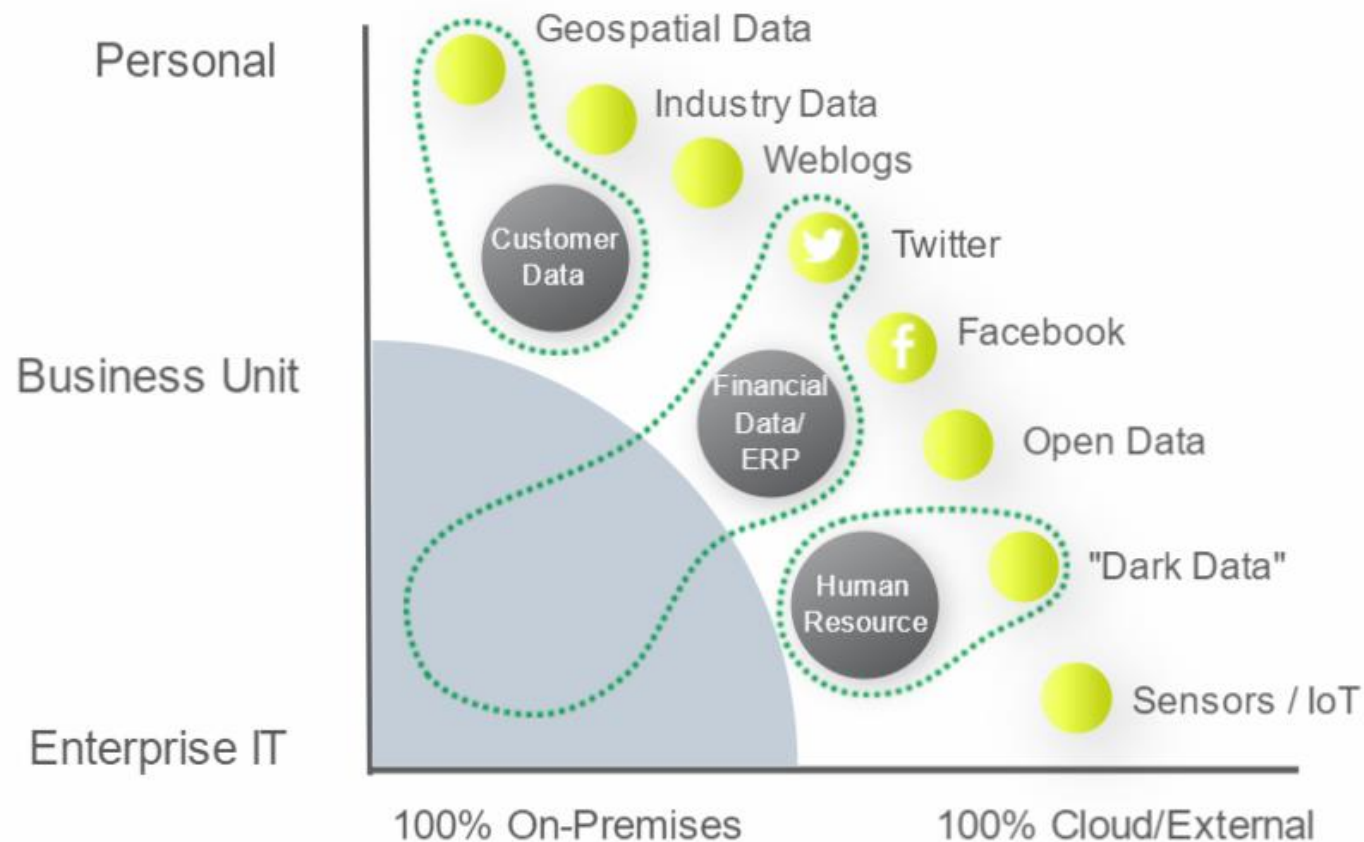 Personal
Geospatial Data
Industry Data
Weblogs
Customer
Data
Twitter
Facebook
Business Unit
Financial
Data/
ERP
Open Data
"Dark Data"
Human
Resource
Sensors / IoT
Enterprise IT
100% On-Premises
100% Cloud/External